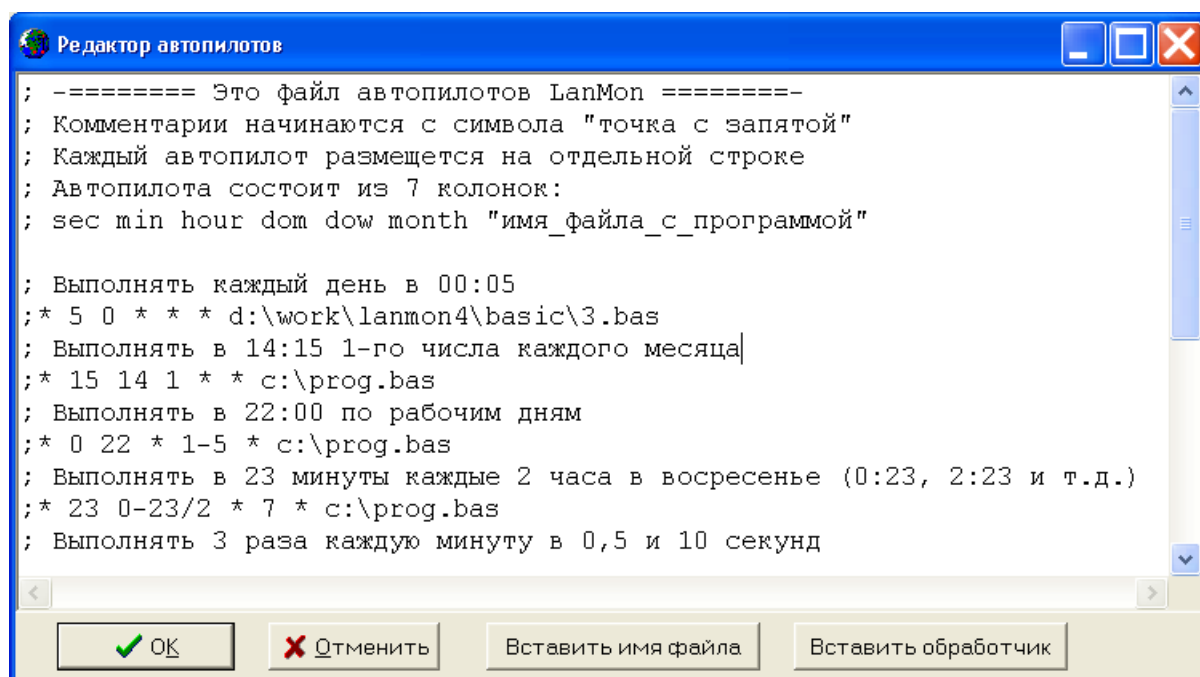 Редактор автопилотов
; -======== Это файл автопилотов LanMon ========-
; Комментарии начинаются с символа "точка с запятой"
; Каждый автопилот размещется на отдельной строке
; Автопилота состоит из 7 колонок:
; sec min hour dom dow month "имя_файла_с_программой"
; Выполнять каждый день в 00:05
;* 5 0 * * * d:\work\lanmon4\basic\3.bas
; Выполнять в 14:15 1-го числа каждого месяца
;* 15 14 1 * * c:\prog.bas
; Выполнять в 22:00 по рабочим дням
;* 0 22 * 1-5 * c:\prog.bas
; Выполнять в 23 минуты каждые 2 часа в восресенье (0:23, 2:23 и т.д.)
;* 23 0-23/2 * 7 * c:\prog.bas
; Выполнять 3 раза каждую минуту в 0,5 и 10 секунд
OK Отменить Вставить имя файла Вставить обработчик